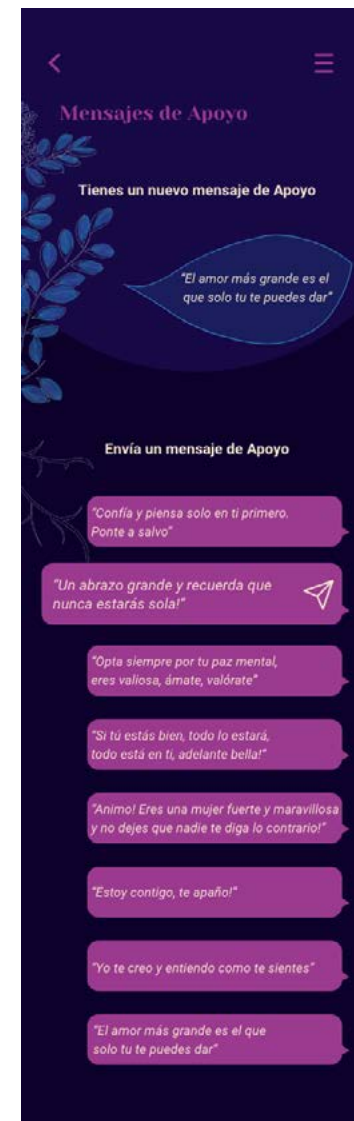 Mensajes de Apoyo
Tienes un nuevo mensaje de Apoyo
"El amor más grande es el
que solo tu te puedes dar"
Envía un mensaje de Apoyo
"Confía y piensa solo en ti primero.
Ponte a salvo"
"Un abrazo grande y recuerda que
nunca estarás sola!"
"Opta siempre por tu paz mental,
eres valiosa, ámate, valórate"
"Si tú estás bien, todo lo estará,
todo está en ti, adelante bella!"
"Animo! Eres una mujer fuerte y maravillosa
y no dejes que nadie te diga lo contrario!"
"Estoy contigo, te apaño!"
"Yo te creo y entiendo como te sientes"
"El amor más grande es el que
solo tu te puedes dar"